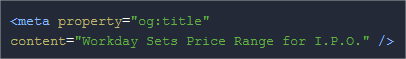 <meta property="og:title"
content="Workday Sets Price Range for I.P.O." />